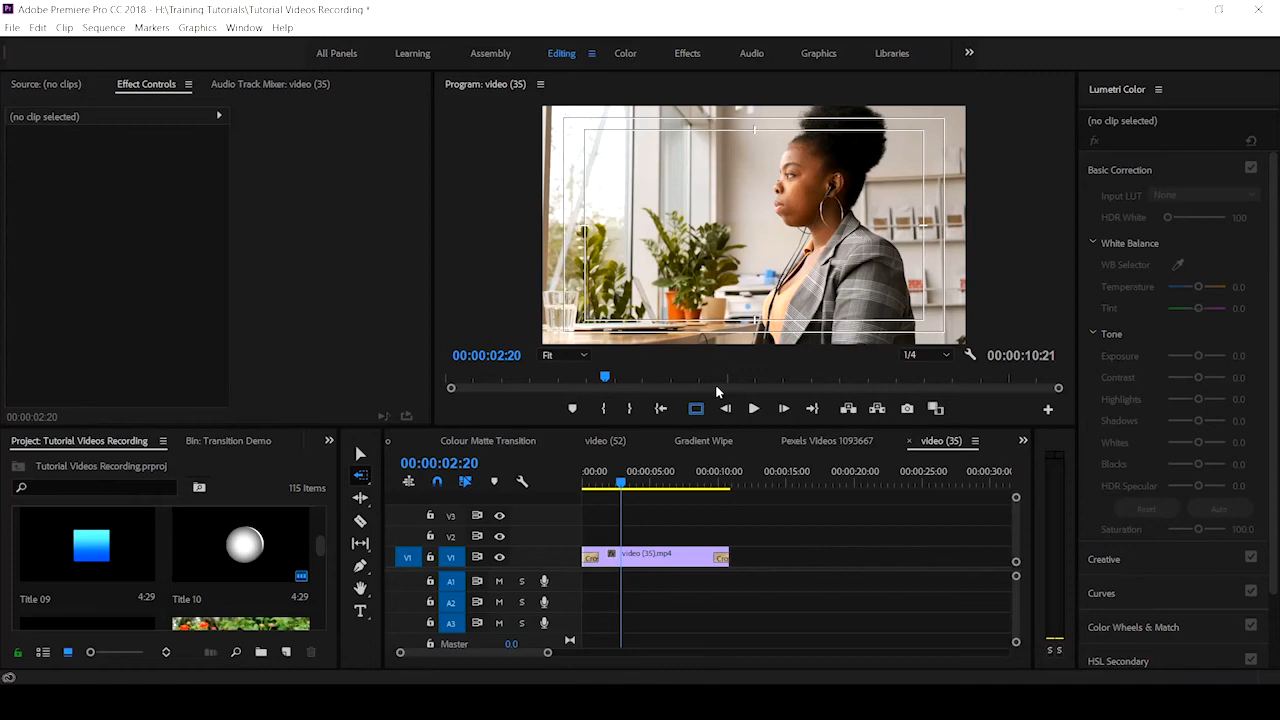 Adobe Premiere Pro CC 2018 - H:\Training Tutorials\Tutorial Videos Recording *
File Edit Clip Sequence Markers Graphics Window Help
All Panels Learning Assembly Editing Color Effects Audio Graphics Libraries
Source: (no clips) Effect Controls Audio Track Mixer: video (35)
(no clip selected)
00:00:02:20
Program: video (35)
00:00:02:20 Fit 1/4 00:00:10:21
Lumetri Color
(no clip selected)
fx
Basic Correction
Input LUT None
HDR White 100
White Balance
WB Selector
Temperature 0.0
Tint 0.0
Tone
Exposure 0.0
Contrast 0.0
Highlights 0.0
Shadows 0.0
Whites 0.0
Blacks 0.0
HDR Specular 0.0
Reset Auto
Saturation 100.0
Creative
Curves
Color Wheels & Match
HSL Secondary
Project: Tutorial Videos Recording Bin: Transition Demo
Tutorial Videos Recording.prproj
115 Items
Title 09 4:29 Title 10 4:29
Colour Matte Transition video (52) Gradient Wipe Pexels Videos 1093667 video (35)
00:00:02:20
:00:00 00:00:05:00 00:00:10:00 00:00:15:00 00:00:20:00 00:00:25:00 00:00:30:00
V3
V2
V1 V1 Cros video (35).mp4 Cro
A1 M S
A2 M S
A3 M S
Master 0.0
S S